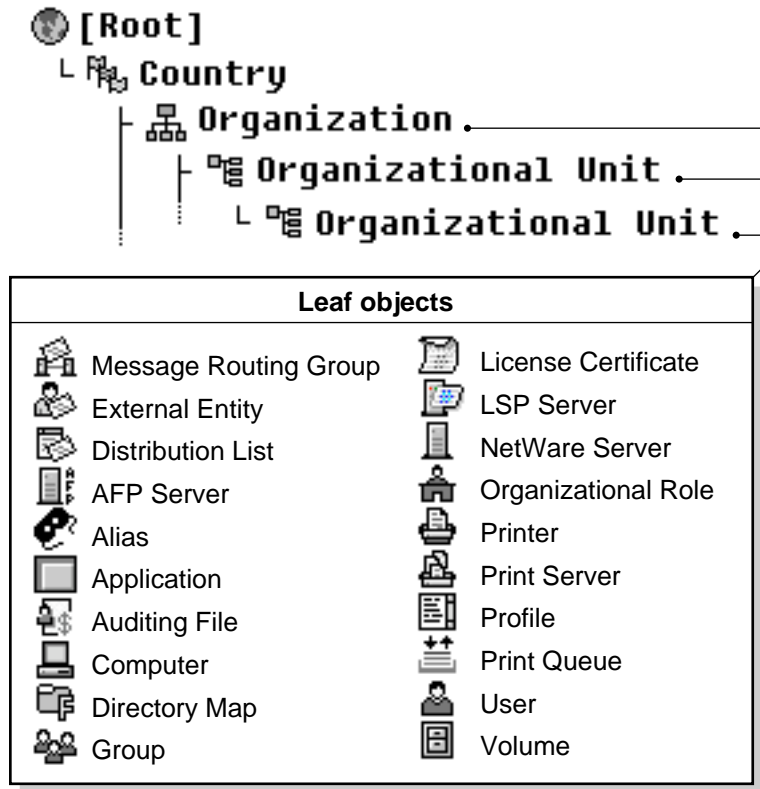 [Root]
Country
Organization
Organizational Unit
Organizational Unit
Leaf objects
Message Routing Group
External Entity
Distribution List
AFP Server
Alias
Application
Auditing File
Computer
Directory Map
Group
License Certificate
LSP Server
NetWare Server
Organizational Role
Printer
Print Server
Profile
Print Queue
User
Volume